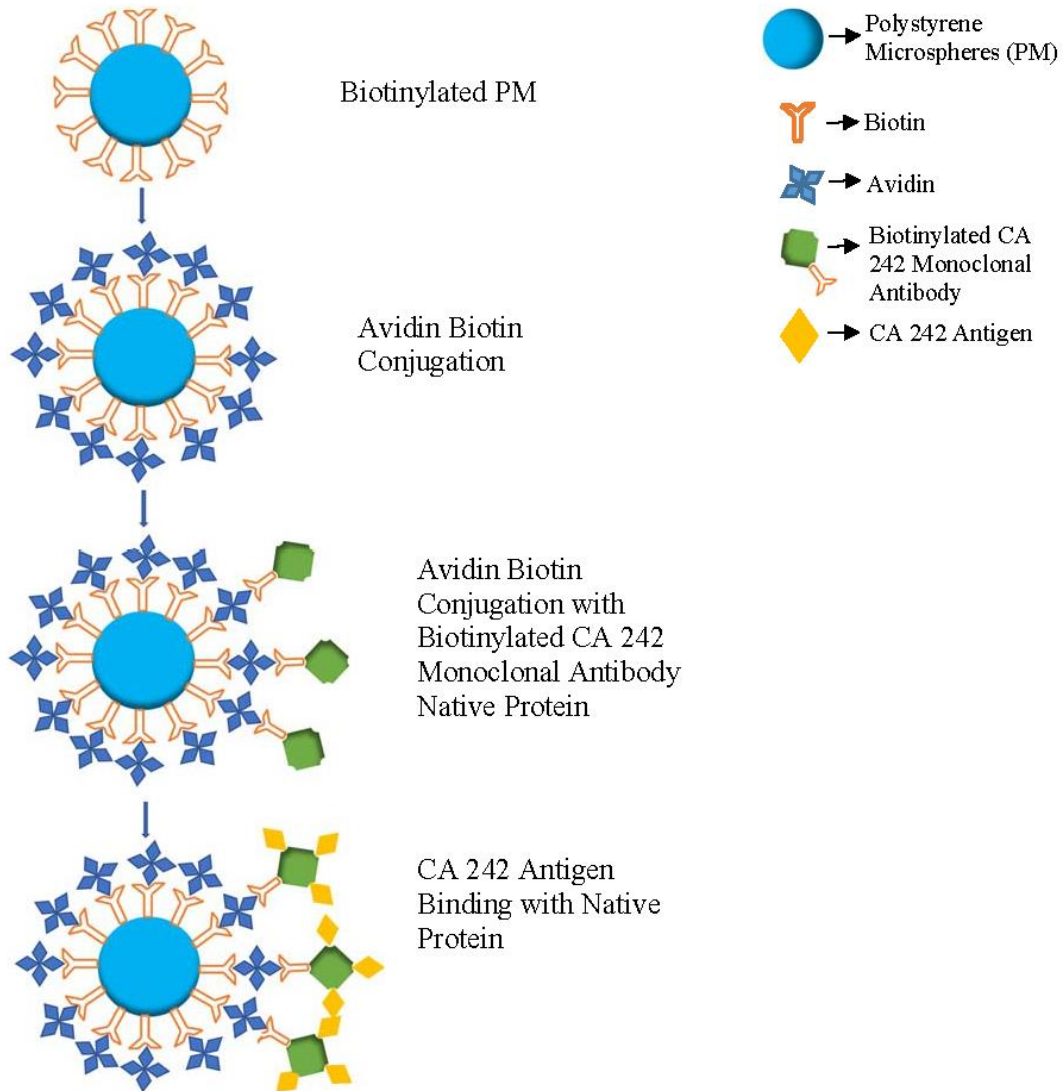 Biotinylated PM
Avidin Biotin
Conjugation
Avidin Biotin
Conjugation with
Biotinylated CA 242
Monoclonal Antibody
Native Protein
CA 242 Antigen
Binding with Native
Protein
Polystyrene
Microspheres (PM)
Biotin
Avidin
Biotinylated CA
242 Monoclonal
Antibody
CA 242 Antigen